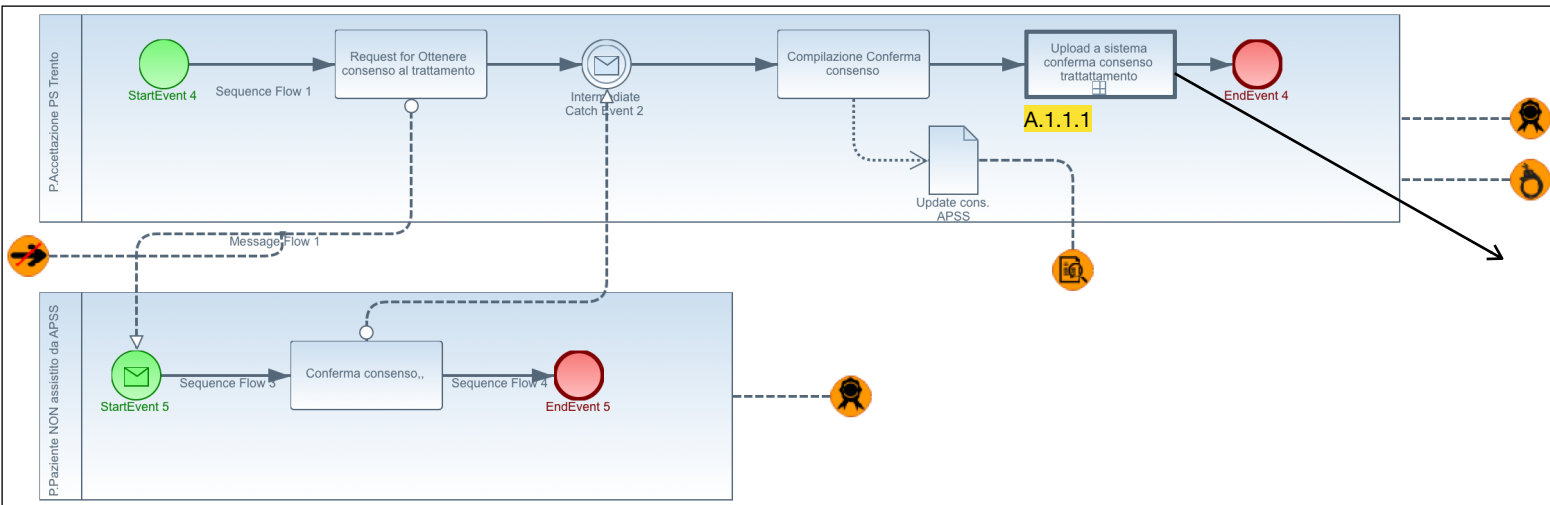 P.Accettazione PS Trento
StartEvent 4
Sequence Flow 1
Request for Ottenere
consenso al trattamento
Intermediate
Catch Event 2
Compilazione Conferma
consenso
Upload a sistema
conferma consenso
trattattamento
EndEvent 4
A.1.1.1
Update cons.
APSS
Message Flow 1
P.Paziente NON assistito da APSS
StartEvent 5
Sequence Flow 3
Conferma consenso,,
Sequence Flow 4
EndEvent 5